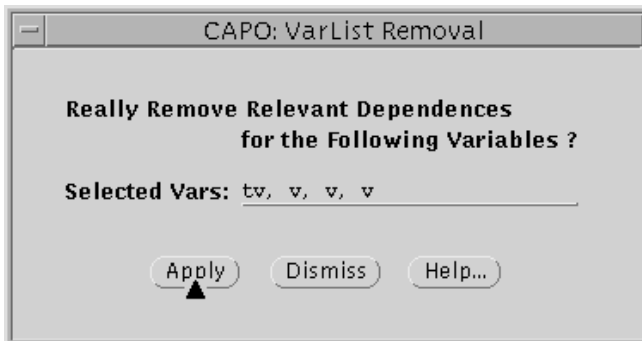 CAPO: VarList Removal
Really Remove Relevant Dependences
for the Following Variables ?
Selected Vars: tv, v, v, v
Apply Dismiss Help...